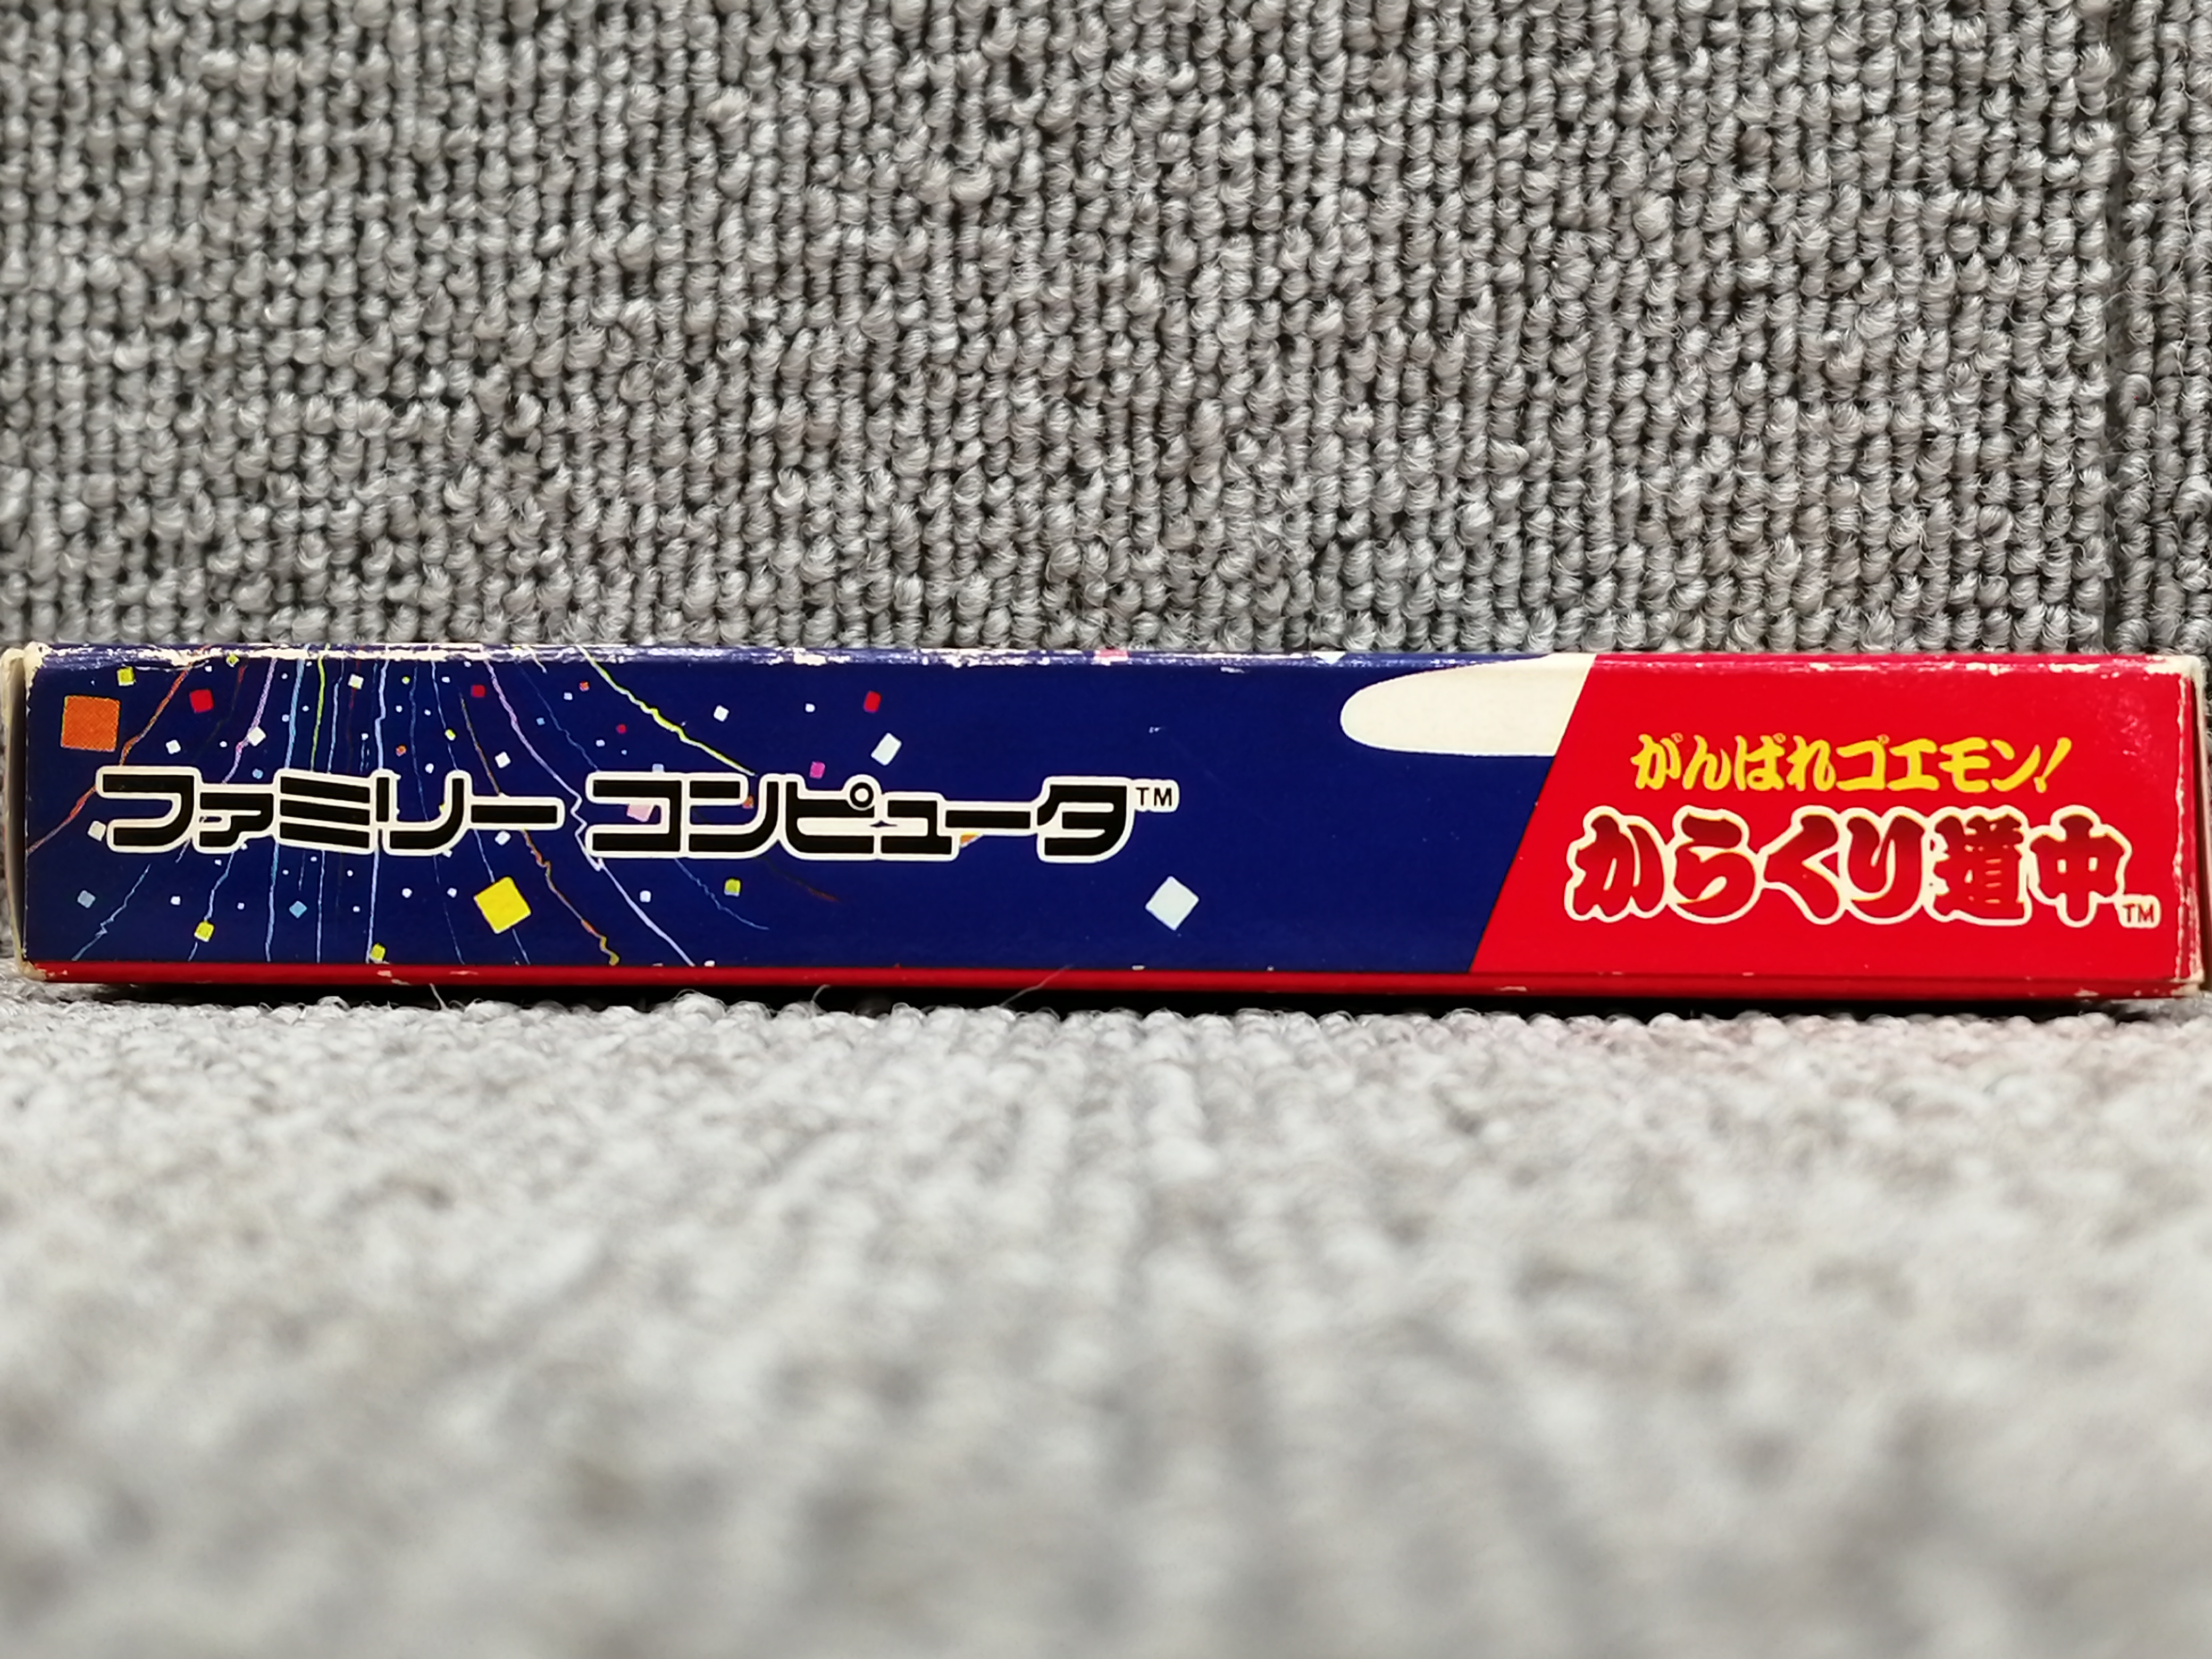 ファミリー コンピュータ™
がんばれゴエモン!
からくり道中™